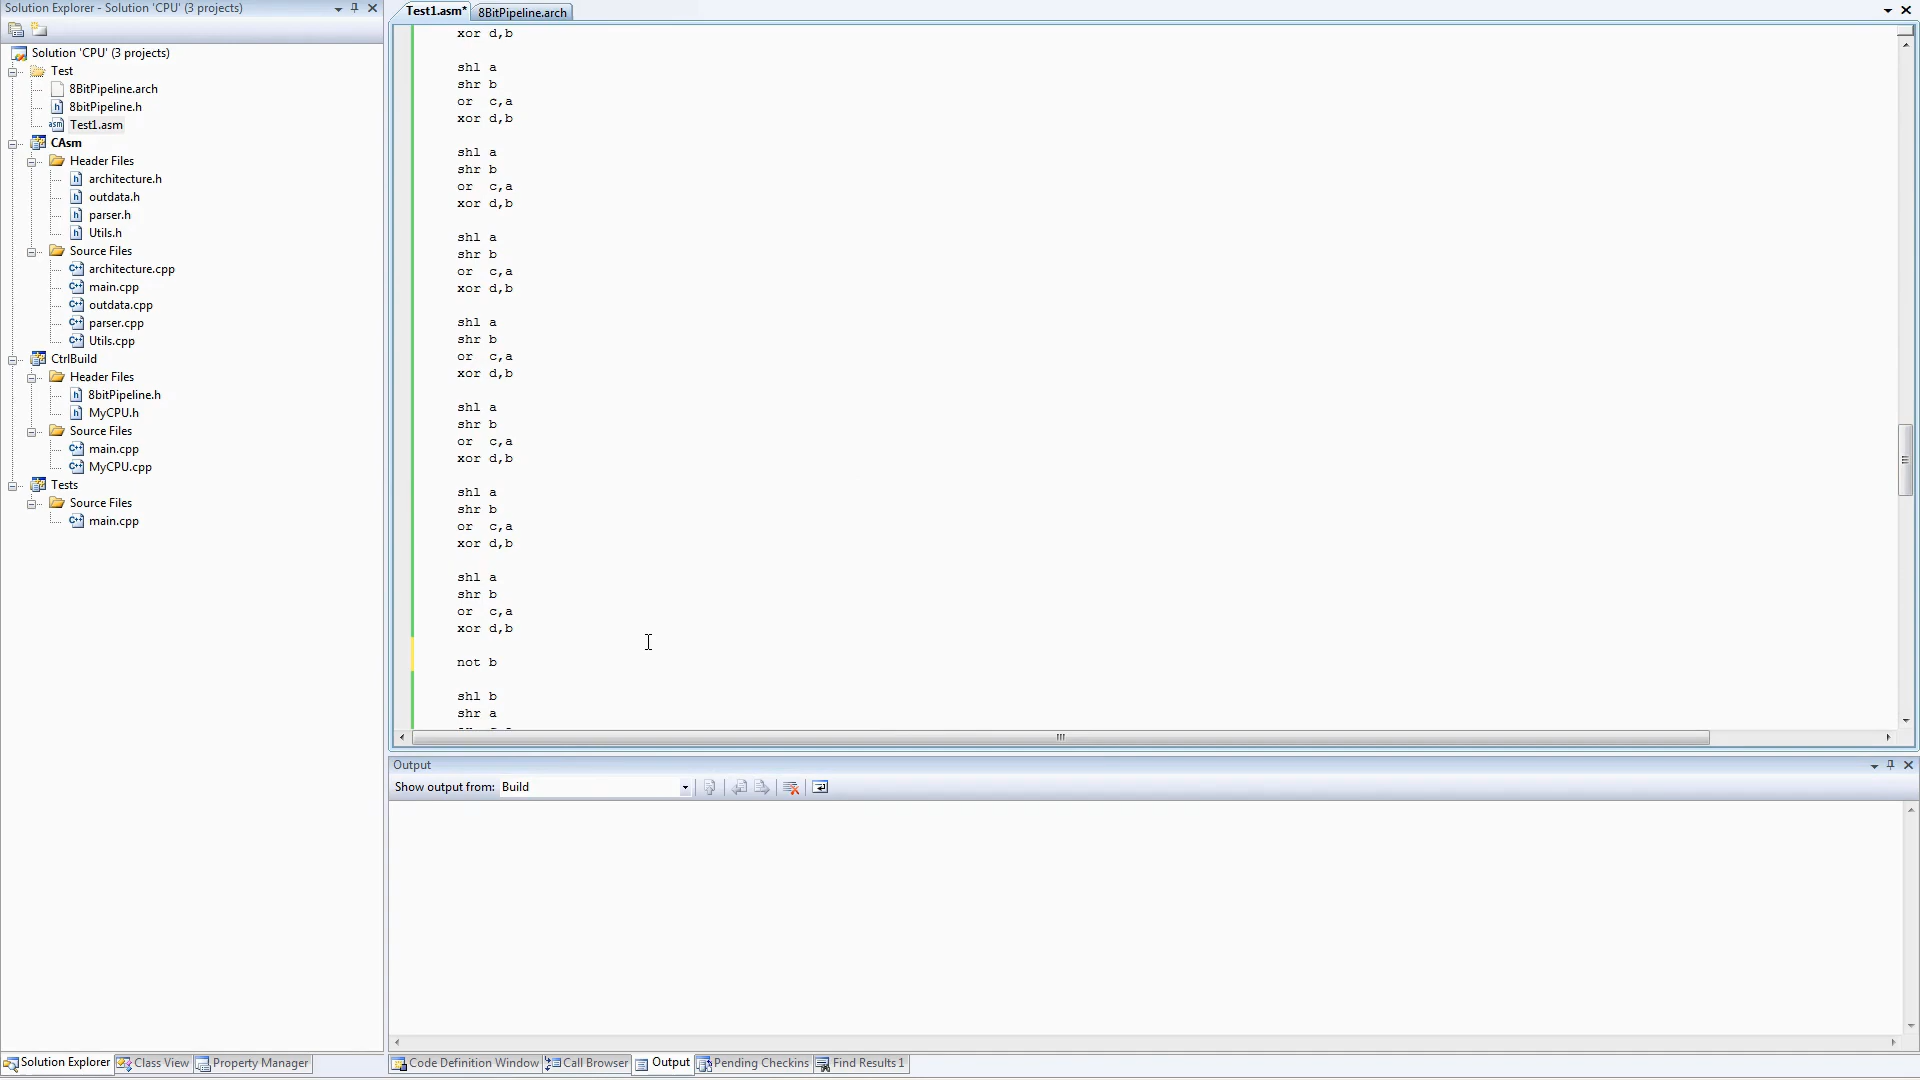 Solution Explorer - Solution 'CPU' (3 projects)
Solution 'CPU' (3 projects)
Test
8BitPipeline.arch
8bitPipeline.h
asm Test1.asm
CAsm
Header Files
h architecture.h
h outdata.h
h parser.h
h Utils.h
Source Files
C++ architecture.cpp
C++ main.cpp
C++ outdata.cpp
C++ parser.cpp
C++ Utils.cpp
CtrlBuild
Header Files
h 8bitPipeline.h
h MyCPU.h
Source Files
C++ main.cpp
C++ MyCPU.cpp
Tests
Source Files
C++ main.cpp
Solution Explorer Class View Property Manager
Test1.asm* 8BitPipeline.arch
xor d,b
shl a
shr b
or c,a
xor d,b
shl a
shr b
or c,a
xor d,b
shl a
shr b
or c,a
xor d,b
shl a
shr b
or c,a
xor d,b
shl a
shr b
or c,a
xor d,b
shl a
shr b
or c,a
xor d,b
shl a
shr b
or c,a
xor d,b
not b
shl b
shr a
Output
Show output from: Build
Code Definition Window Call Browser Output Pending Checkins Find Results 1